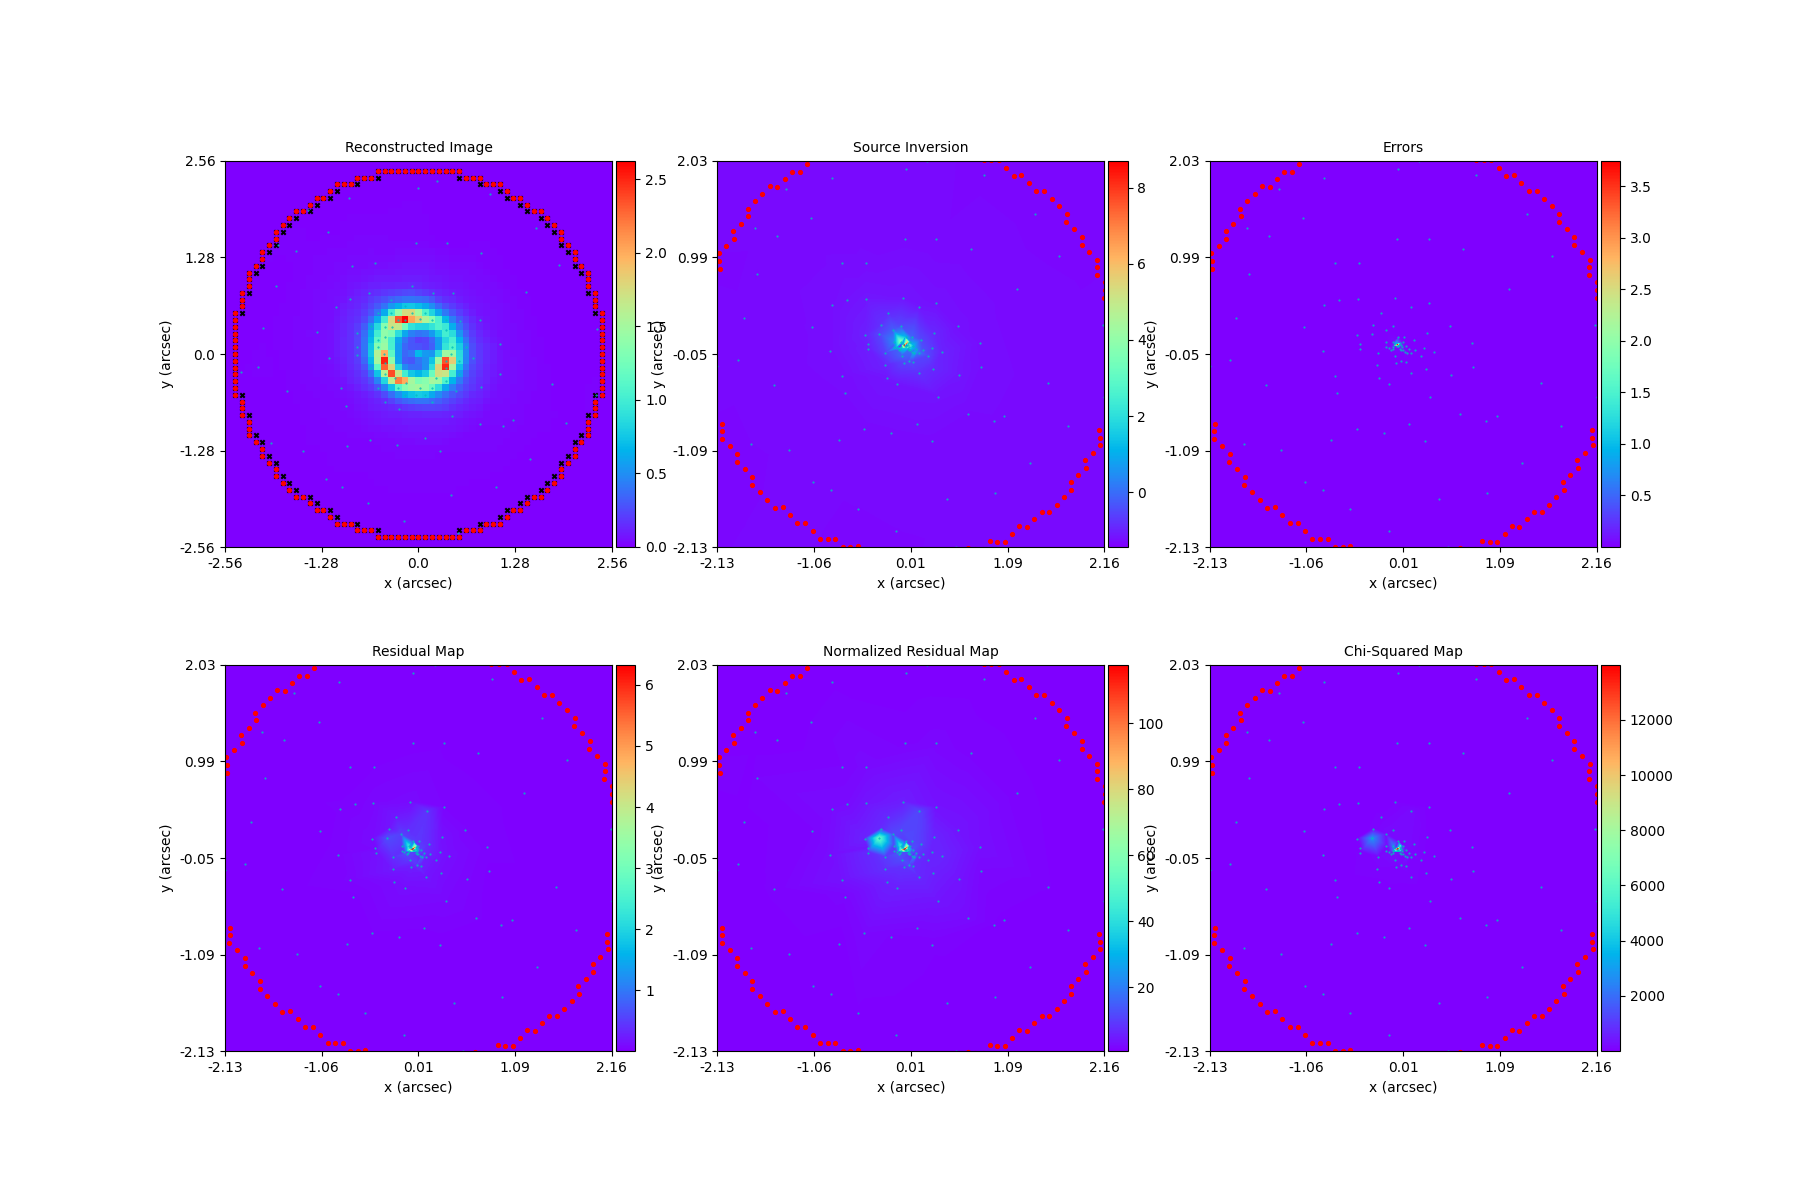 Reconstructed Image
2.56
1.28
0.0
-1.28
-2.56
y (arcsec)
-2.56 -1.28 0.0 1.28 2.56
x (arcsec)
2.5
2.0
1.5
1.0
0.5
0.0
Source Inversion
2.03
0.99
-0.05
-1.09
-2.13
y (arcsec)
-2.13 -1.06 0.01 1.09 2.16
x (arcsec)
8
6
4
2
0
Errors
2.03
0.99
-0.05
-1.09
-2.13
y (arcsec)
-2.13 -1.06 0.01 1.09 2.16
x (arcsec)
3.5
3.0
2.5
2.0
1.5
1.0
0.5
Residual Map
2.03
0.99
-0.05
-1.09
-2.13
y (arcsec)
-2.13 -1.06 0.01 1.09 2.16
x (arcsec)
6
5
4
3
2
1
Normalized Residual Map
2.03
0.99
-0.05
-1.09
-2.13
y (arcsec)
-2.13 -1.06 0.01 1.09 2.16
x (arcsec)
100
80
60
40
20
Chi-Squared Map
2.03
0.99
-0.05
-1.09
-2.13
y (arcsec)
-2.13 -1.06 0.01 1.09 2.16
x (arcsec)
12000
10000
8000
6000
4000
2000